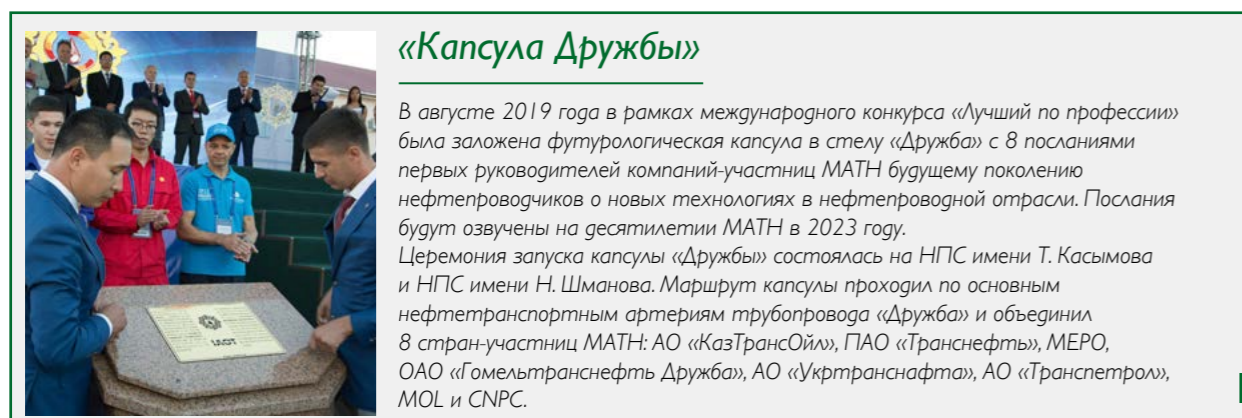 «Капсула Дружбы»
В августе 2019 года в рамках международного конкурса «Лучший по профессии»
была заложена футурологическая капсула в стелу «Дружба» с 8 посланиями
первых руководителей компаний-участниц МАТН будущему поколению
нефтепроводчиков о новых технологиях в нефтепроводной отрасли. Послания
будут озвучены на десятилетии МАТН в 2023 году.
Церемония запуска капсулы «Дружбы» состоялась на НПС имени Т. Касымова
и НПС имени Н. Шманова. Маршрут капсулы проходил по основным
нефтетранспортным артериям трубопровода «Дружба» и объединил
8 стран-участниц МАТН: АО «КазТрансОйл», ПАО «Транснефть», МЕРО,
ОАО «Гомельтранснефть Дружба», АО «Укртранснафта», АО «Транспетрол»,
MOL и CNPC.
IAOT